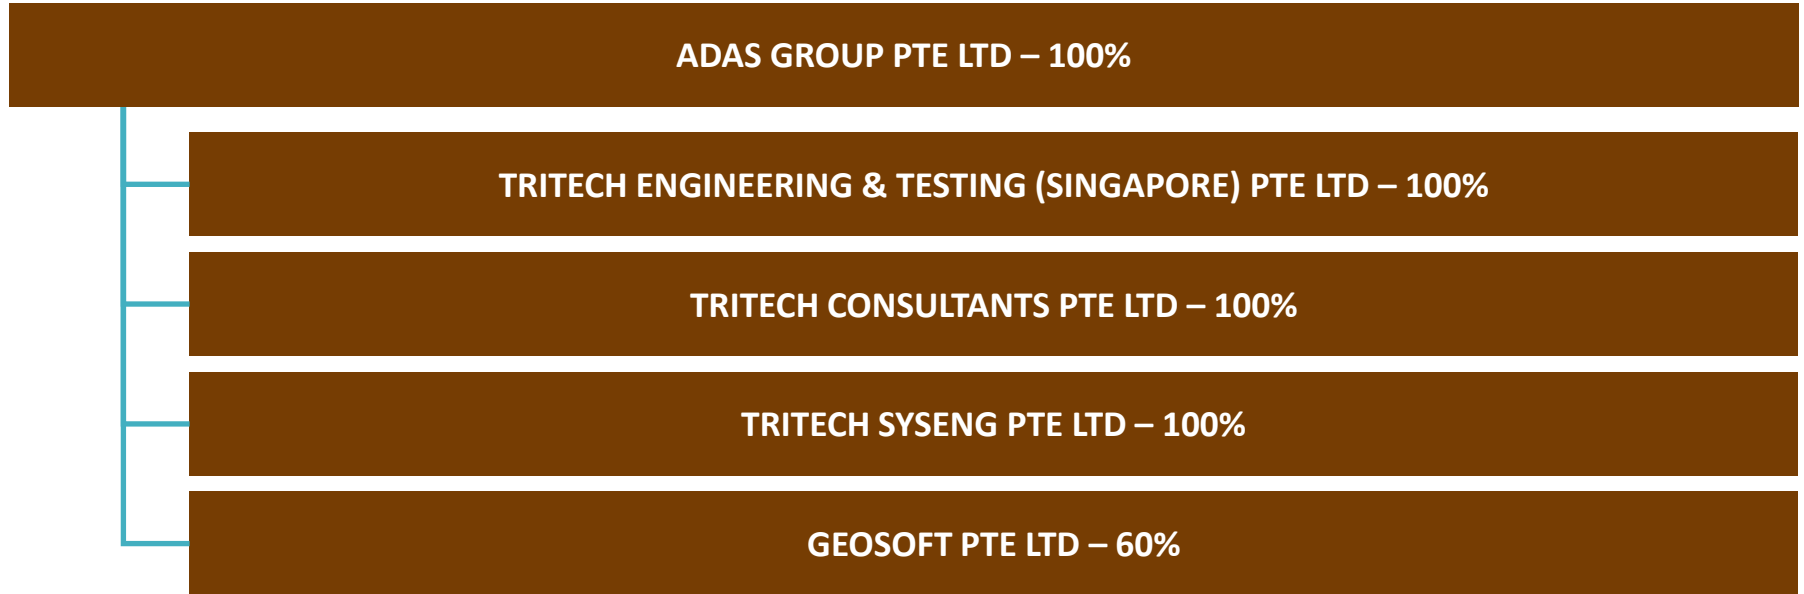 ADAS GROUP PTE LTD – 100%
TRITECH ENGINEERING & TESTING (SINGAPORE) PTE LTD – 100%
TRITECH CONSULTANTS PTE LTD – 100%
TRITECH SYSENG PTE LTD – 100%
GEOSOFT PTE LTD – 60%